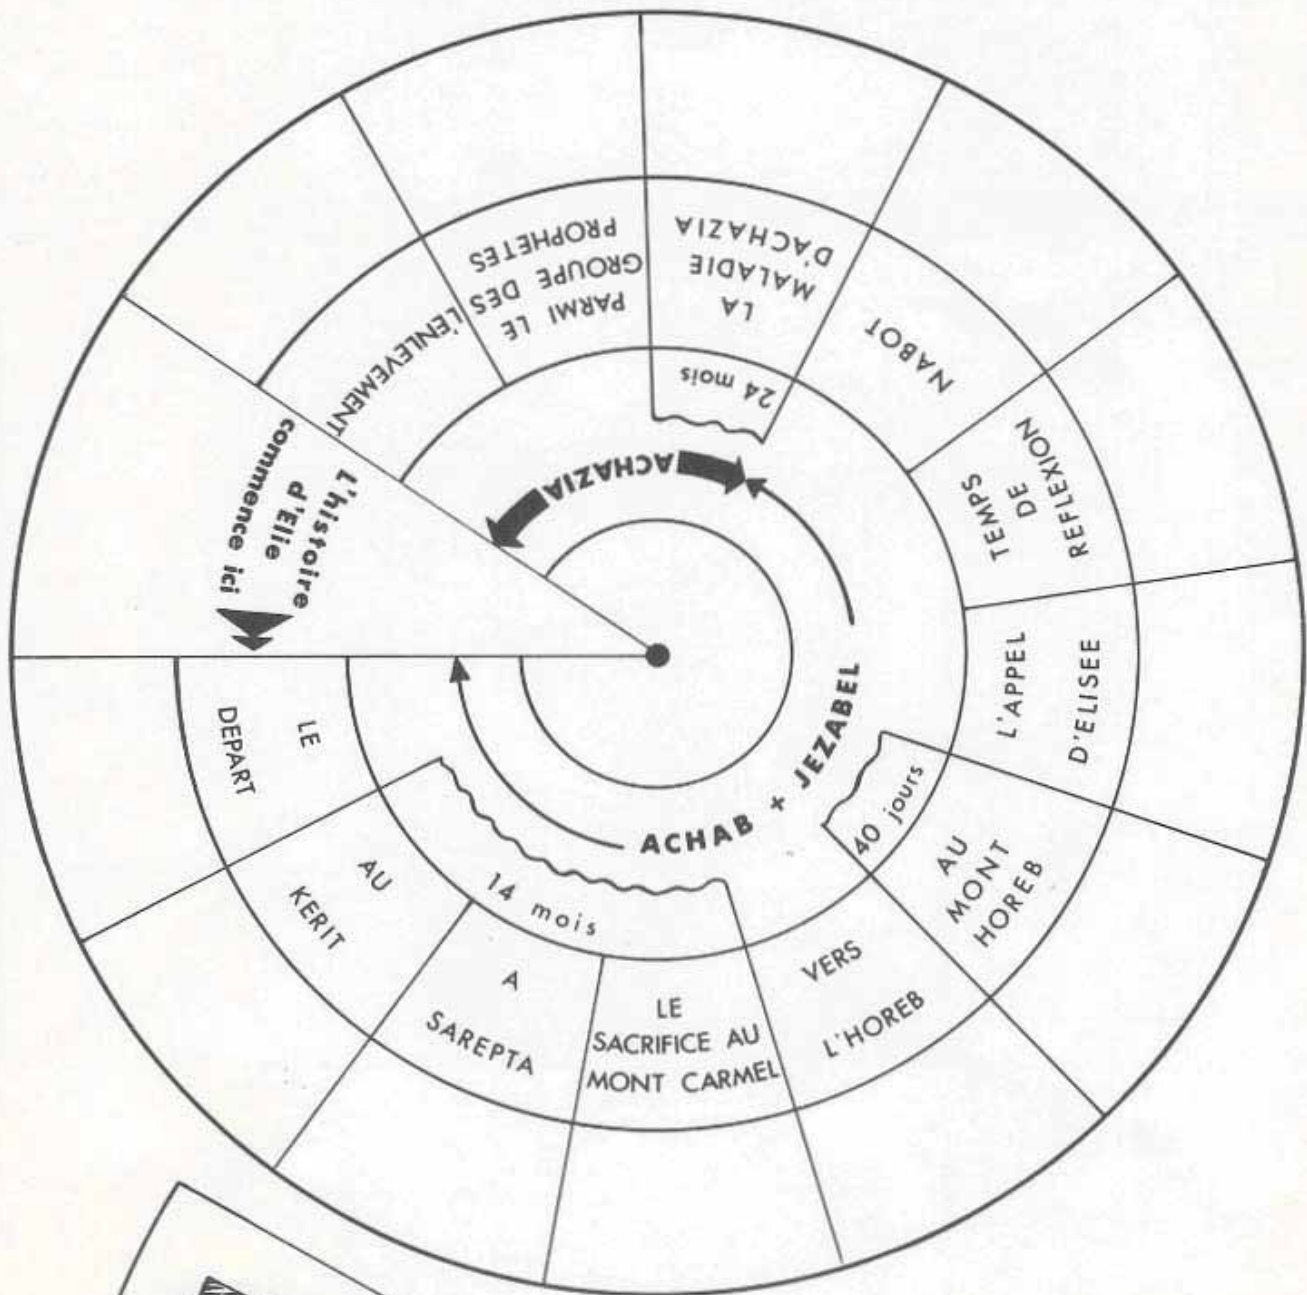 L'histoire
d'Elie
commence ici
LE
DEPART
AU
KERIT
A
SAREPTA
LE
SACRIFICE AU
MONT CARMEL
VERS
L'HOREB
AU
MONT
HOREB
L'APPEL
D'ELISEE
TEMPS
DE
REFLEXION
NABOT
LA
MALADIE
D'ACHAZIA
PARMI LE
GROUPE DES
PROPHETES
L'ENLEVEMENT
14 mois
40 jours
24 mois
ACHAB + JEZABEL
ACHAZIA